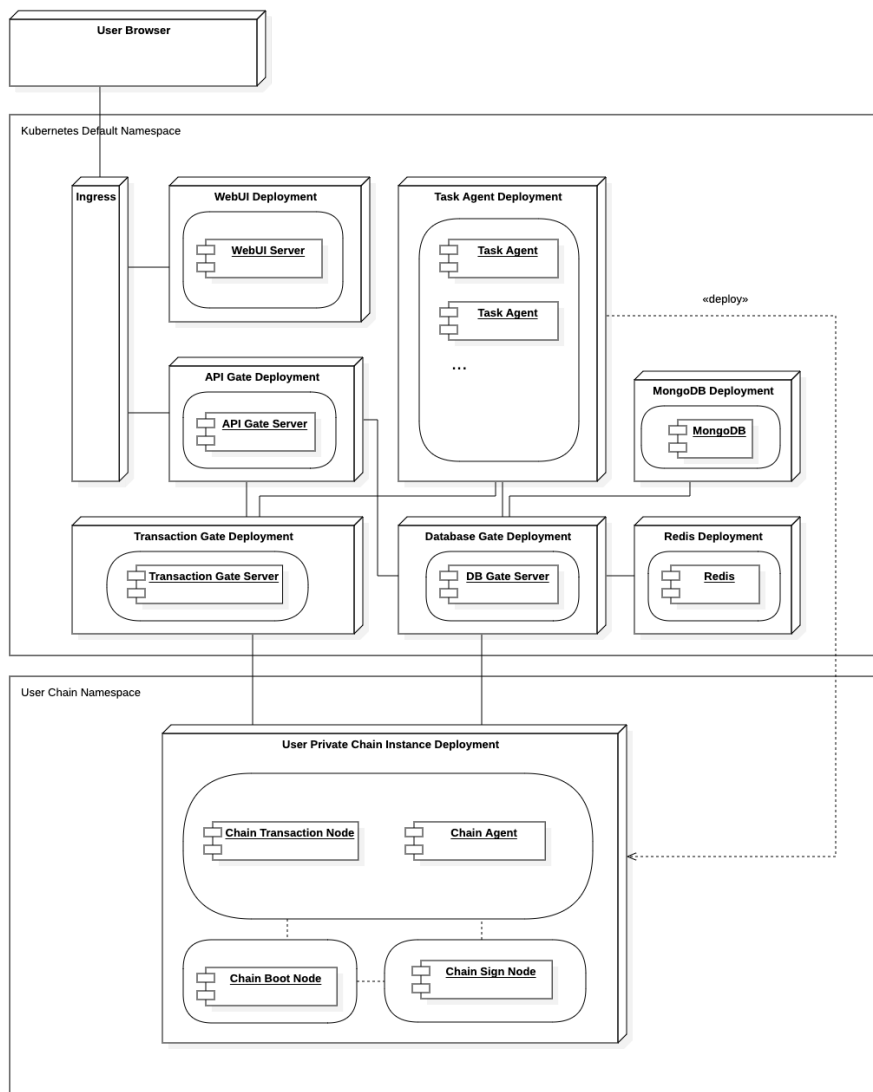 User Browser
Kubernetes Default Namespace
Ingress
WebUI Deployment
WebUI Server
Task Agent Deployment
Task Agent
Task Agent
...
«deploy»
API Gate Deployment
API Gate Server
MongoDB Deployment
MongoDB
Transaction Gate Deployment
Transaction Gate Server
Database Gate Deployment
DB Gate Server
Redis Deployment
Redis
User Chain Namespace
User Private Chain Instance Deployment
Chain Transaction Node
Chain Agent
Chain Boot Node
Chain Sign Node